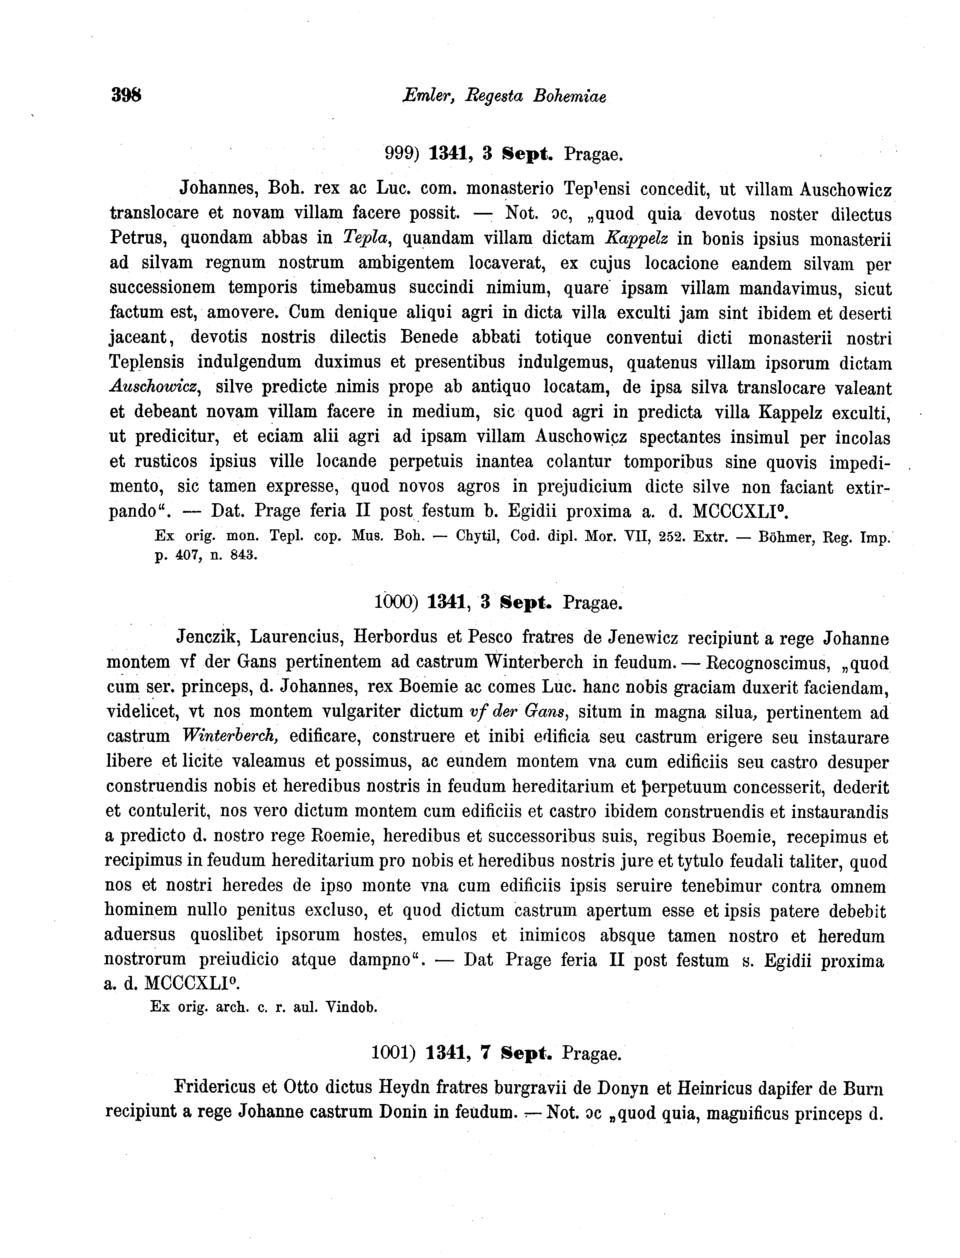 398 Emler, Regesta Bohemiae
999) 1341, 3 Sept. Pragae.
Johannes, Boh. rex ac Luc. com. monasterio Tep'ensi concedit, ut villam Auschowicz
translocare et novam villam facere possit. — Not. ɔc, „quod quia devotus noster dilectus
Petrus, quondam abbas in Tepla, quandam villam dictam Kappelz in bonis ipsius monasterii
ad silvam regnum nostrum ambigentem locaverat, ex cujus locacione eandem silvam per
successionem temporis timebamus succindi nimium, quare ipsam villam mandavimus, sicut
factum est, amovere. Cum denique aliqui agri in dicta villa exculti jam sint ibidem et deserti
jaceant, devotis nostris dilectis Benede abbati totique conventui dicti monasterii nostri
Teplensis indulgendum duximus et presentibus indulgemus, quatenus villam ipsorum dictam
Auschowicz, silve predicte nimis prope ab antiquo locatam, de ipsa silva translocare valeant
et debeant novam villam facere in medium, sic quod agri in predicta villa Kappelz exculti,
ut predicitur, et eciam alii agri ad ipsam villam Auschowicz spectantes insimul per incolas
et rusticos ipsius ville locande perpetuis inantea colantur tomporibus sine quovis impedi-
mento, sic tamen expresse, quod novos agros in prejudicium dicte silve non faciant extir-
pando“. — Dat. Prage feria II post festum b. Egidii proxima a. d. MCCCXLI⁰.
Ex orig. mon. Tepl. cop. Mus. Boh. — Chytil, Cod. dipl. Mor. VII, 252. Extr. — Böhmer, Reg. Imp.
p. 407, n. 843.
1000) 1341, 3 Sept. Pragae.
Jenczik, Laurencius, Herbordus et Pesco fratres de Jenewicz recipiunt a rege Johanne
montem vf der Gans pertinentem ad castrum Winterberch in feudum. — Recognoscimus, „quod
cum ser. princeps, d. Johannes, rex Boemie ac comes Luc. hanc nobis graciam duxerit faciendam,
videlicet, vt nos montem vulgariter dictum vf der Gans, situm in magna silua, pertinentem ad
castrum Winterberch, edificare, construere et inibi edificia seu castrum erigere seu instaurare
libere et licite valeamus et possimus, ac eundem montem vna cum edificiis seu castro desuper
construendis nobis et heredibus nostris in feudum hereditarium et perpetuum concesserit, dederit
et contulerit, nos vero dictum montem cum edificiis et castro ibidem construendis et instaurandis
a predicto d. nostro rege Roemie, heredibus et successoribus suis, regibus Boemie, recepimus et
recipimus in feudum hereditarium pro nobis et heredibus nostris jure et tytulo feudali taliter, quod
nos et nostri heredes de ipso monte vna cum edificiis ipsis seruire tenebimur contra omnem
hominem nullo penitus excluso, et quod dictum castrum apertum esse et ipsis patere debebit
aduersus quoslibet ipsorum hostes, emulos et inimicos absque tamen nostro et heredum
nostrorum preiudicio atque dampno“. — Dat Prage feria II post festum s. Egidii proxima
a. d. MCCCXLI⁰.
Ex orig. arch. c. r. aul. Vindob.
1001) 1341, 7 Sept. Pragae.
Fridericus et Otto dictus Heydn fratres burgravii de Donyn et Heinricus dapifer de Burn
recipiunt a rege Johanne castrum Donin in feudum. — Not. ɔc „quod quia, magnificus princeps d.